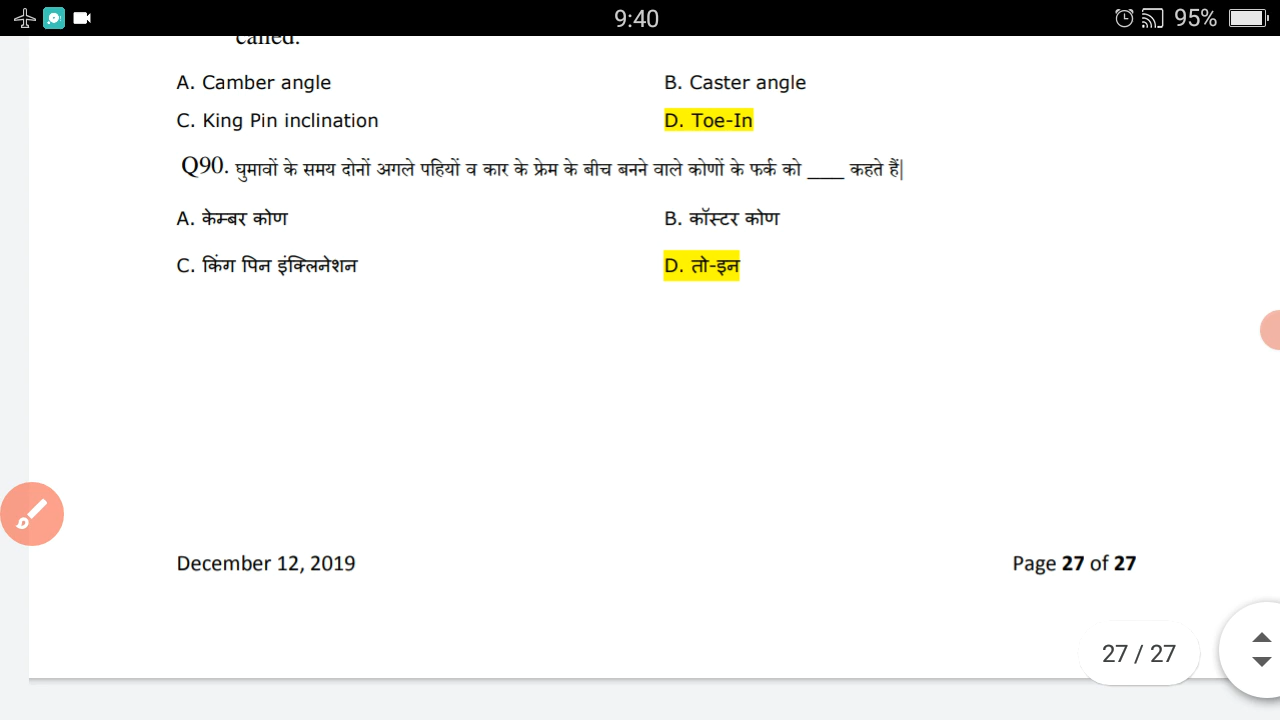 9:40
95%
called.
A. Camber angle
B. Caster angle
C. King Pin inclination
D. Toe-In
Q90. घुमावों के समय दोनों अगले पहियों व कार के फ्रेम के बीच बनने वाले कोणों के फर्क को ____ कहते हैं|
A. केम्बर कोण
B. कॉस्टर कोण
C. किंग पिन इंक्लिनेशन
D. तो-इन
December 12, 2019
Page 27 of 27
27 / 27